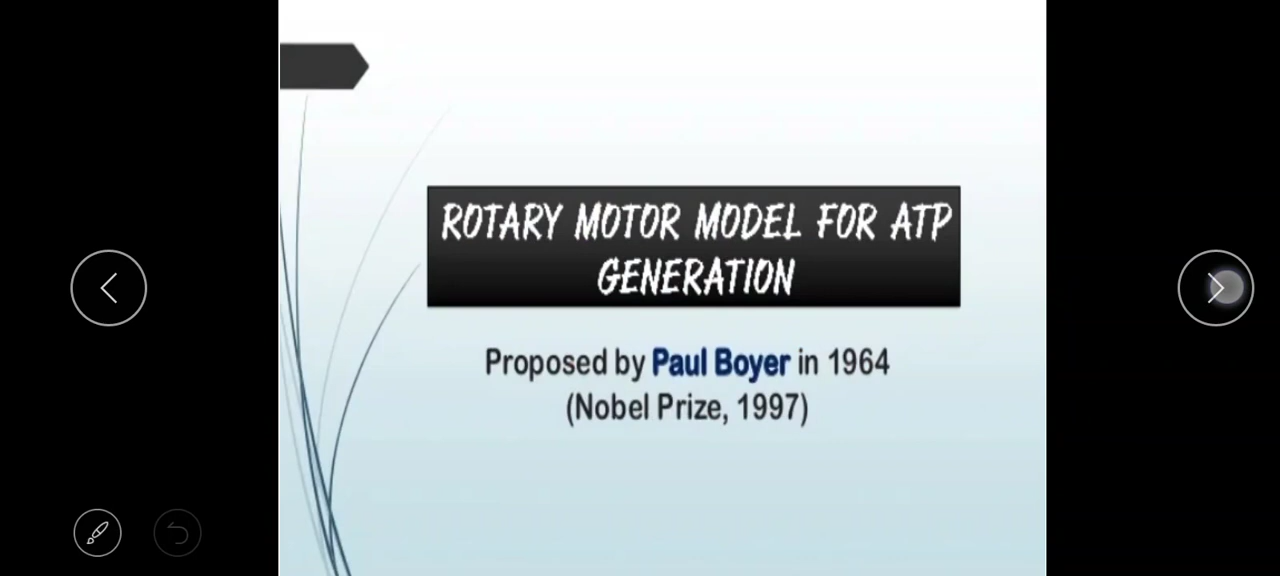 ROTARY MOTOR MODEL FOR ATP
GENERATION
Proposed by Paul Boyer in 1964
(Nobel Prize, 1997)